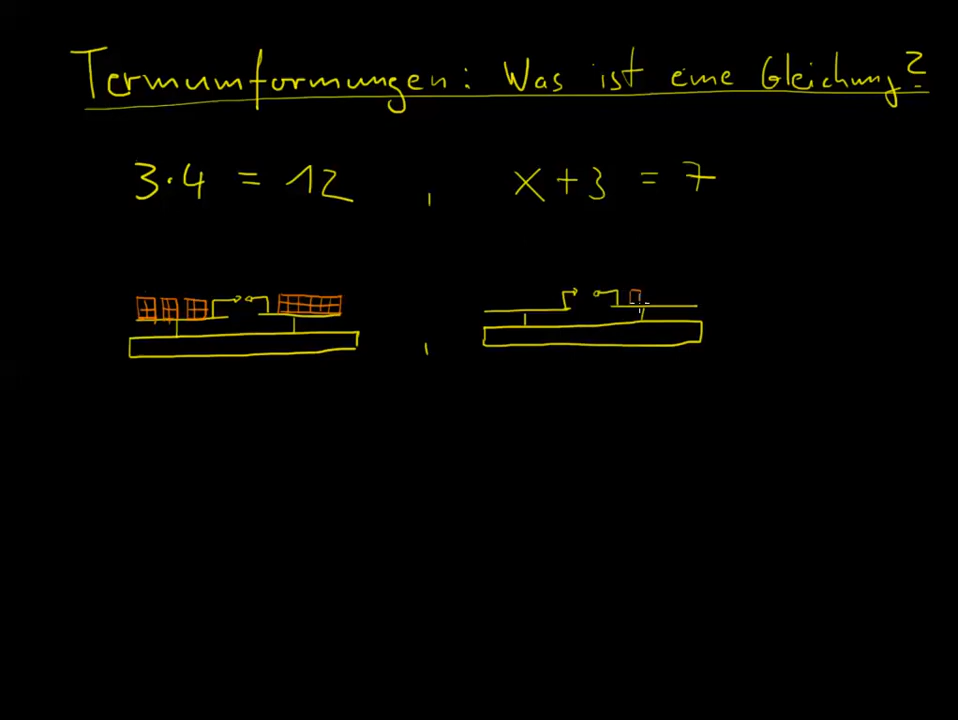 Termumformungen: Was ist eine Gleichung?
3·4 = 12 , x+3 = 7
,